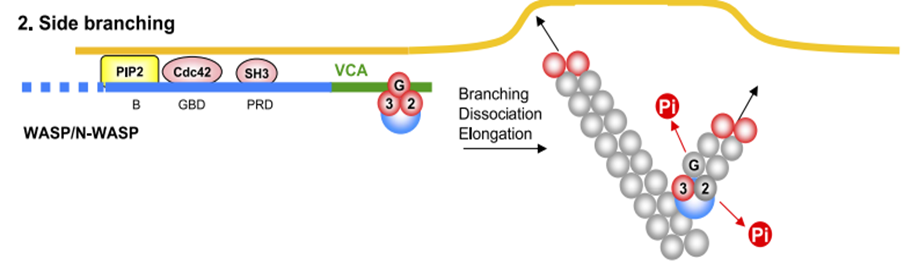 2. Side branching
PIP2 Cdc42 SH3 VCA
G
3 2
B GBD PRD
WASP/N-WASP
Branching
Dissociation
Elongation
Pi
G
3 2
Pi